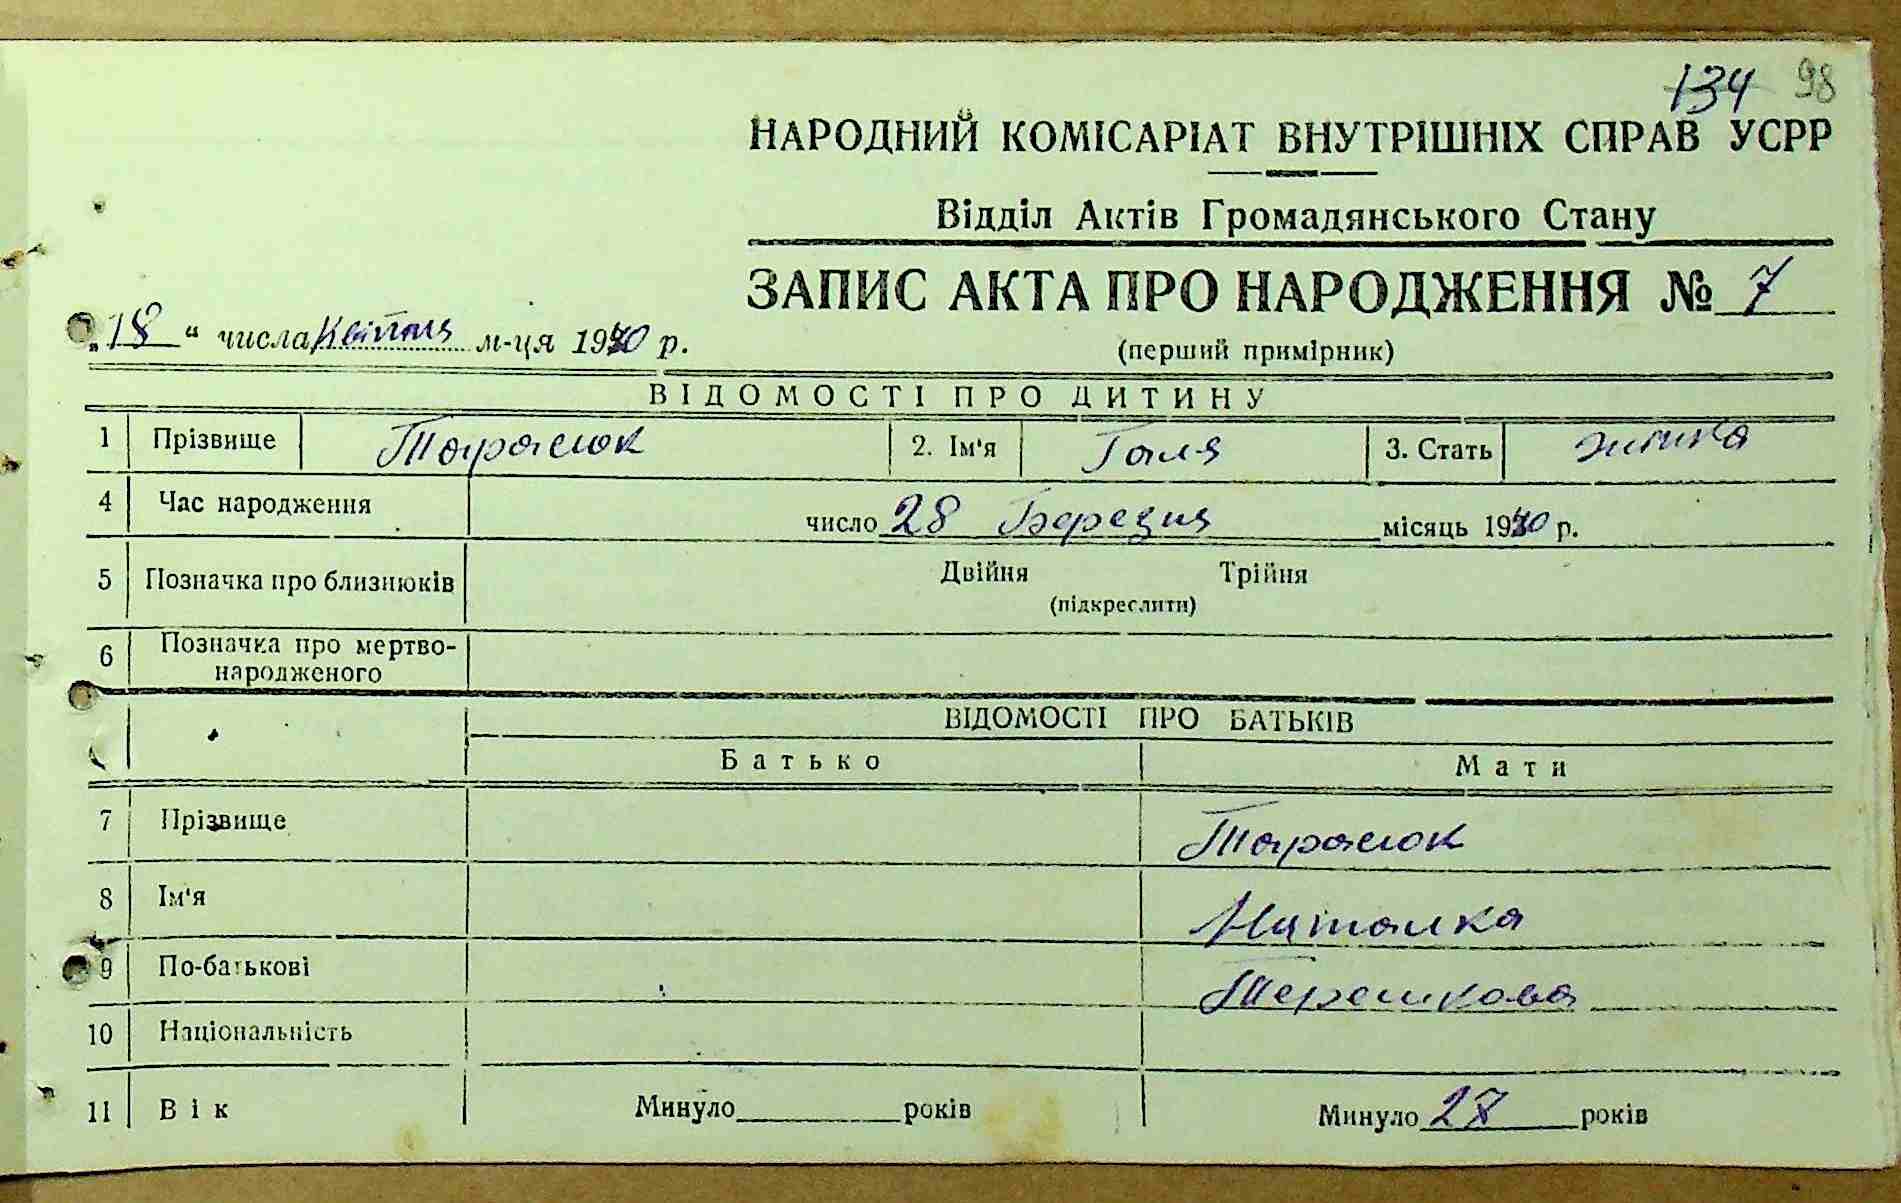 134 98
НАРОДНИЙ КОМІСАРІАТ ВНУТРІШНІХ СПРАВ УСРР
Відділ Актів Громадянського Стану
ЗАПИС АКТА ПРО НАРОДЖЕННЯ № 7
„18“ числа Квітня м-ця 1930 р.
(перший примірник)
ВІДОМОСТІ ПРО ДИТИНУ
1 Прізвище Тарасюк 2. Ім'я Галя 3. Стать жінка
4 Час народження число 28 Березня місяць 1930 р.
5 Позначка про близнюків Двійня Трійня
(підкреслити)
6 Позначка про мертво-
народженого
ВІДОМОСТІ ПРО БАТЬКІВ
Батько Мати
7 Прізвище Тарасюк
8 Ім'я Наталка
9 По-батькові Терешкова
10 Національність
11 Вік Минуло років Минуло 27 років